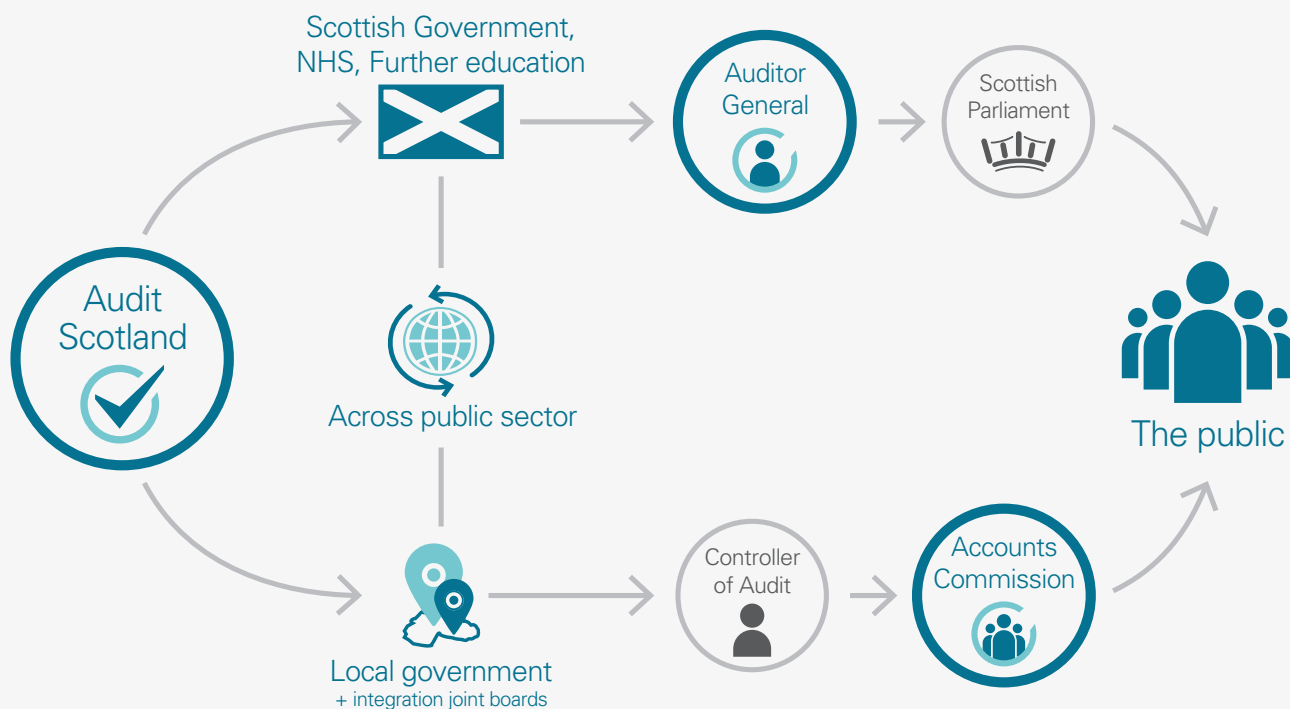 Scottish Government,
NHS, Further education
Auditor
General
Scottish
Parliament
Audit
Scotland
Across public sector
The public
Local government
+ integration joint boards
Controller
of Audit
Accounts
Commission